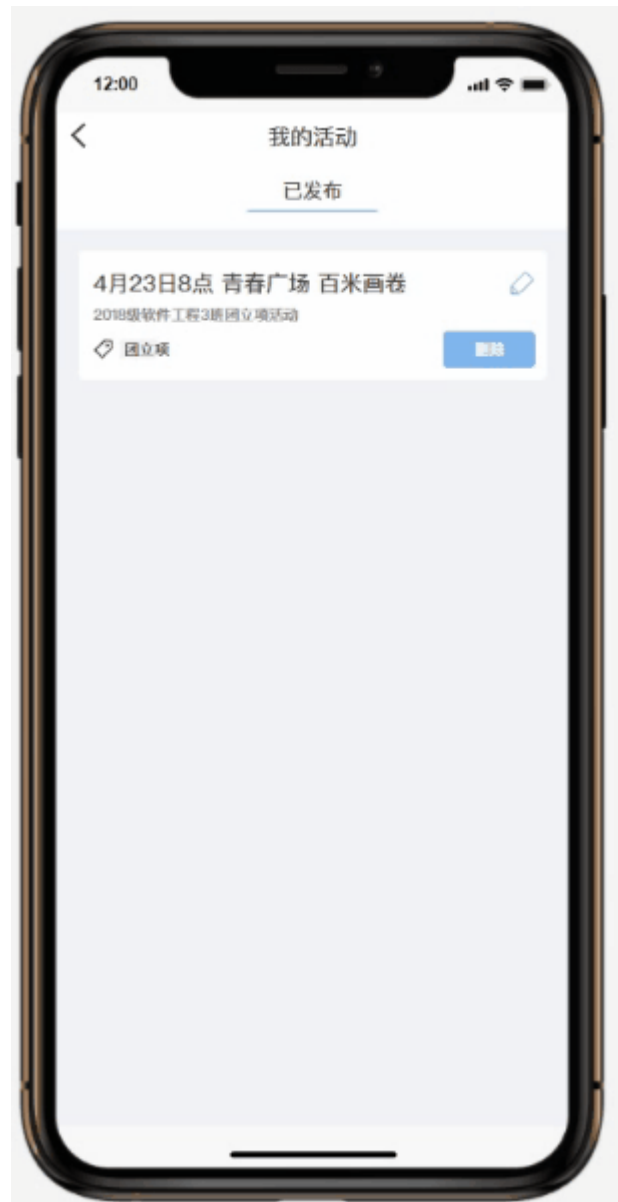 12:00
我的活动
已发布
4月23日8点 青春广场 百米画卷
2018级软件工程3班团立项活动
团立项
删除